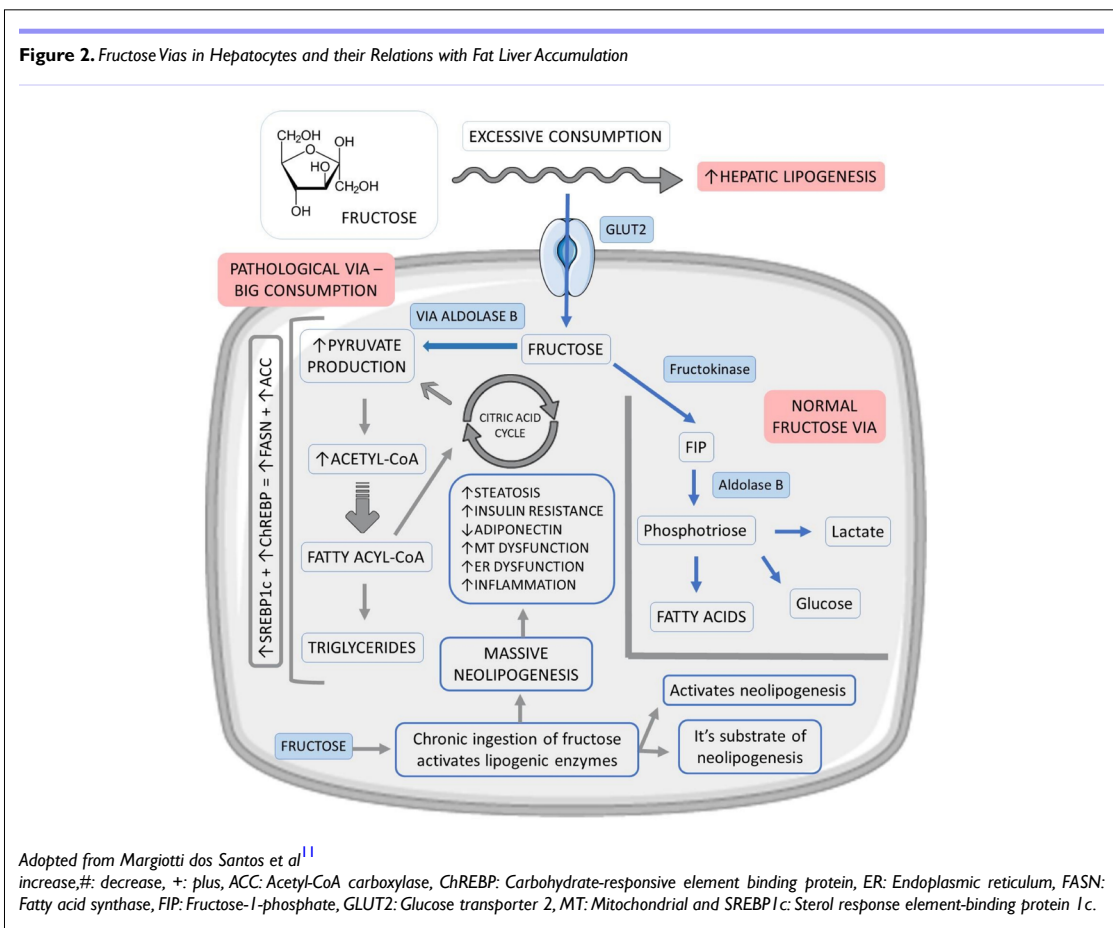 Figure 2. Fructose Vias in Hepatocytes and their Relations with Fat Liver Accumulation
CH₂OH
OH
O
HO
CH₂OH
OH
FRUCTOSE
EXCESSIVE CONSUMPTION
↑HEPATIC LIPOGENESIS
GLUT2
PATHOLOGICAL VIA –
BIG CONSUMPTION
VIA ALDOLASE B
↑PYRUVATE
PRODUCTION
FRUCTOSE
Fructokinase
↑SREBP1c + ↑ChREBP = ↑FASN + ↑ACC
CITRIC ACID
CYCLE
NORMAL
FRUCTOSE VIA
FIP
↑ACETYL-CoA
Aldolase B
↑STEATOSIS
↑INSULIN RESISTANCE
↓ADIPONECTIN
↑MT DYSFUNCTION
↑ER DYSFUNCTION
↑INFLAMMATION
Phosphotriose
Lactate
FATTY ACYL-CoA
Glucose
FATTY ACIDS
TRIGLYCERIDES
MASSIVE
NEOLIPOGENESIS
Activates neolipogenesis
FRUCTOSE
Chronic ingestion of fructose
activates lipogenic enzymes
It's substrate of
neolipogenesis
Adopted from Margiotti dos Santos et al11
increase,#: decrease, +: plus, ACC: Acetyl-CoA carboxylase, ChREBP: Carbohydrate-responsive element binding protein, ER: Endoplasmic reticulum, FASN:
Fatty acid synthase, FIP: Fructose-1-phosphate, GLUT2: Glucose transporter 2, MT: Mitochondrial and SREBP1c: Sterol response element-binding protein 1c.